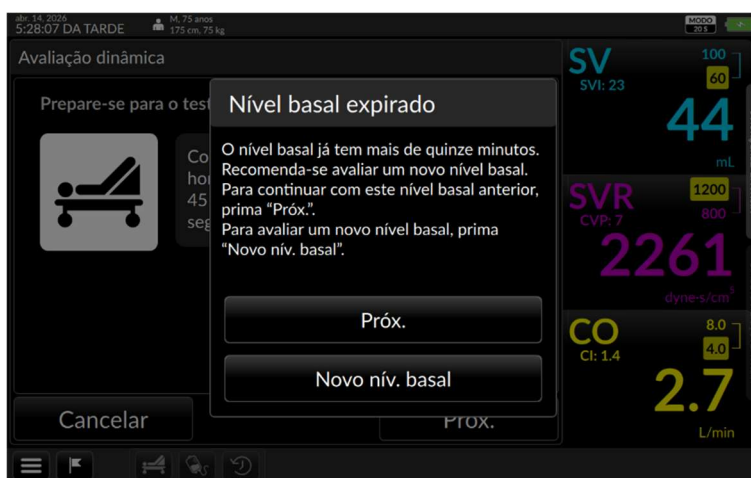 abr. 14, 2026
5:28:07 DA TARDE
M, 75 anos
175 cm, 75 kg
MODO
20 S
Avaliação dinâmica
Prepare-se para o test
Nível basal expirado
O nível basal já tem mais de quinze minutos.
Recomenda-se avaliar um novo nível basal.
Para continuar com este nível basal anterior,
prima “Próx.”.
Para avaliar um novo nível basal, prima
“Novo nív. basal”.
Próx.
Novo nív. basal
Cancelar
Próx.
SV
SVI: 23
100
60
44
mL
SVR
CVP: 7
1200
800
2261
dyne-s/cm⁵
CO
CI: 1.4
8.0
4.0
2.7
L/min